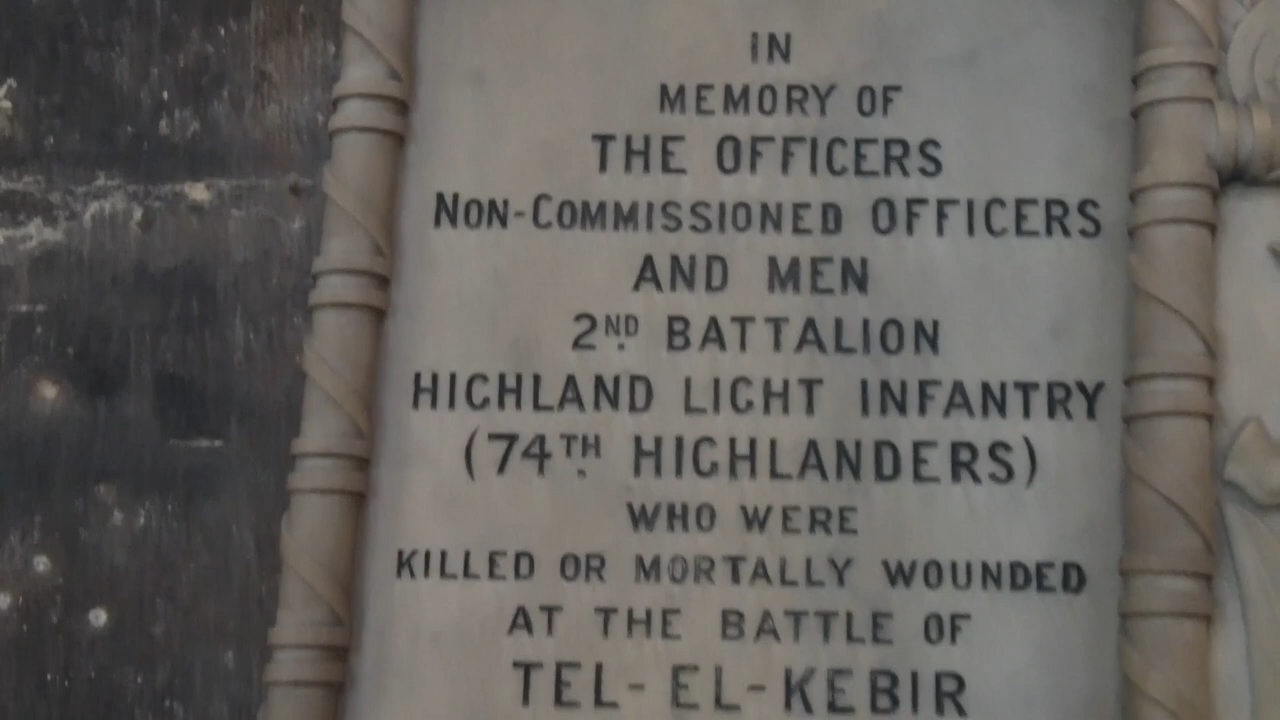 IN
MEMORY OF
THE OFFICERS
NON-COMMISSIONED OFFICERS
AND MEN
2ND BATTALION
HIGHLAND LIGHT INFANTRY
(74TH HIGHLANDERS)
WHO WERE
KILLED OR MORTALLY WOUNDED
AT THE BATTLE OF
TEL-EL-KEBIR